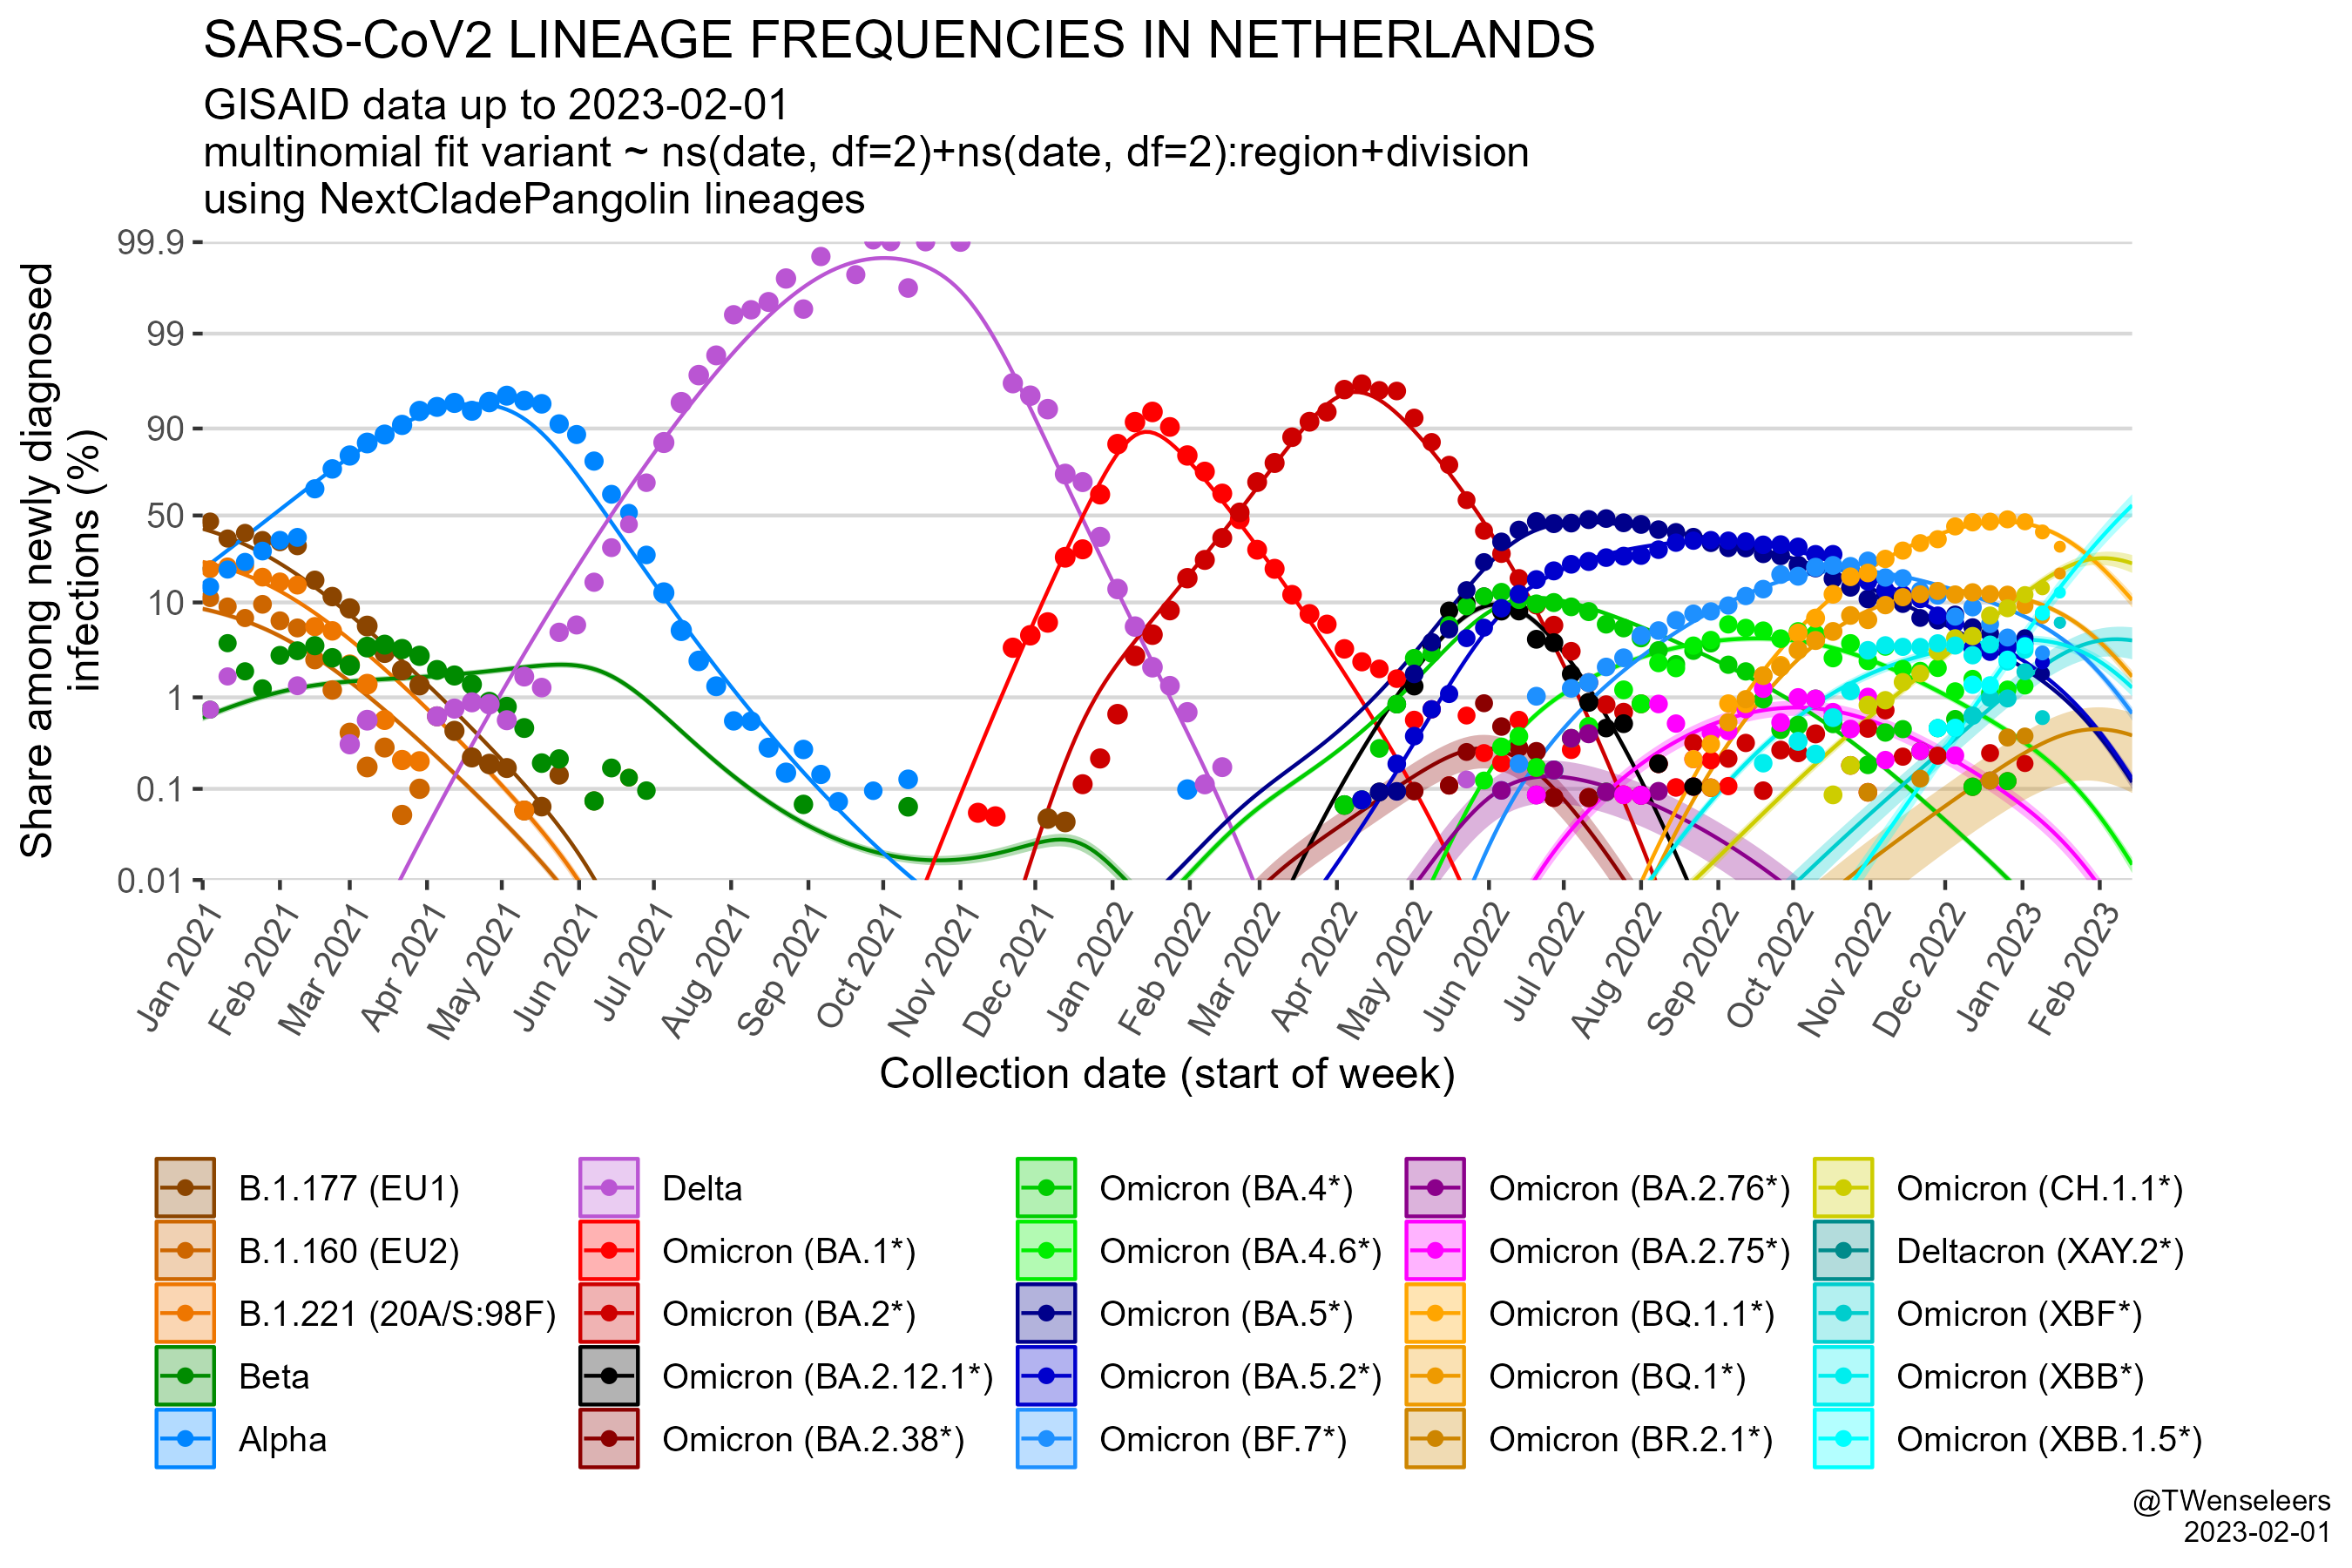 SARS-CoV2 LINEAGE FREQUENCIES IN NETHERLANDS
GISAID data up to 2023-02-01
multinomial fit variant ~ ns(date, df=2)+ns(date, df=2):region+division
using NextCladePangolin lineages
Share among newly diagnosed
infections (%)
99.9
99
90
50
10
1
0.1
0.01
Jan 2021
Feb 2021
Mar 2021
Apr 2021
May 2021
Jun 2021
Jul 2021
Aug 2021
Sep 2021
Oct 2021
Nov 2021
Dec 2021
Jan 2022
Feb 2022
Mar 2022
Apr 2022
May 2022
Jun 2022
Jul 2022
Aug 2022
Sep 2022
Oct 2022
Nov 2022
Dec 2022
Jan 2023
Feb 2023
Collection date (start of week)
B.1.177 (EU1)
B.1.160 (EU2)
B.1.221 (20A/S:98F)
Beta
Alpha
Delta
Omicron (BA.1*)
Omicron (BA.2*)
Omicron (BA.2.12.1*)
Omicron (BA.2.38*)
Omicron (BA.4*)
Omicron (BA.4.6*)
Omicron (BA.5*)
Omicron (BA.5.2*)
Omicron (BF.7*)
Omicron (BA.2.76*)
Omicron (BA.2.75*)
Omicron (BQ.1.1*)
Omicron (BQ.1*)
Omicron (BR.2.1*)
Omicron (CH.1.1*)
Deltacron (XAY.2*)
Omicron (XBF*)
Omicron (XBB*)
Omicron (XBB.1.5*)
@TWenseleers
2023-02-01